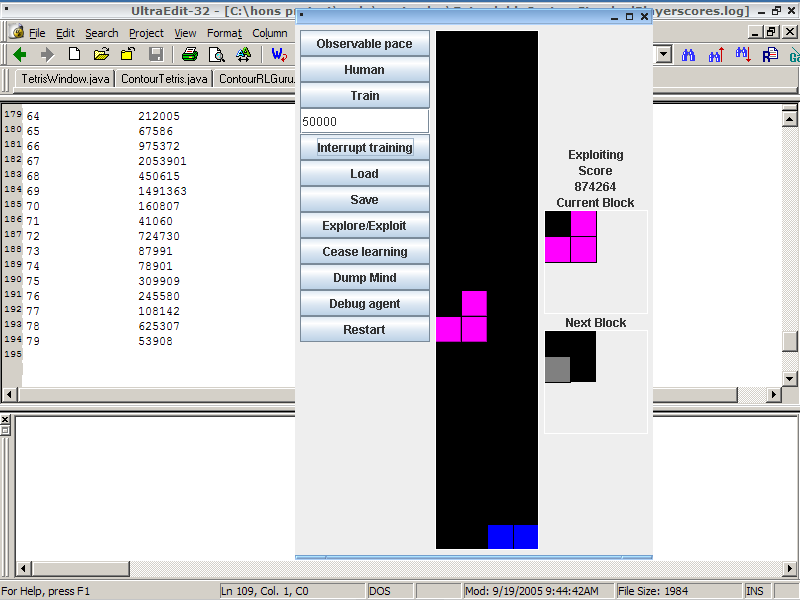 UltraEdit-32 - [C:\hons pr
yerscores.log]
File Edit Search Project View Format Column
TetrisWindow.java ContourTetris.java ContourRLGuru.
179 64 212005
180 65 67586
181 66 975372
182 67 2053901
183 68 450615
184 69 1491363
185 70 160807
186 71 41060
187 72 724730
188 73 87991
189 74 78901
190 75 309909
191 76 245580
192 77 108142
193 78 625307
194 79 53908
195
Observable pace
Human
Train
50000
Interrupt training
Load
Save
Explore/Exploit
Cease learning
Dump Mind
Debug agent
Restart
Exploiting
Score
874264
Current Block
Next Block
For Help, press F1 Ln 109, Col. 1, C0 DOS Mod: 9/19/2005 9:44:42AM File Size: 1984 INS